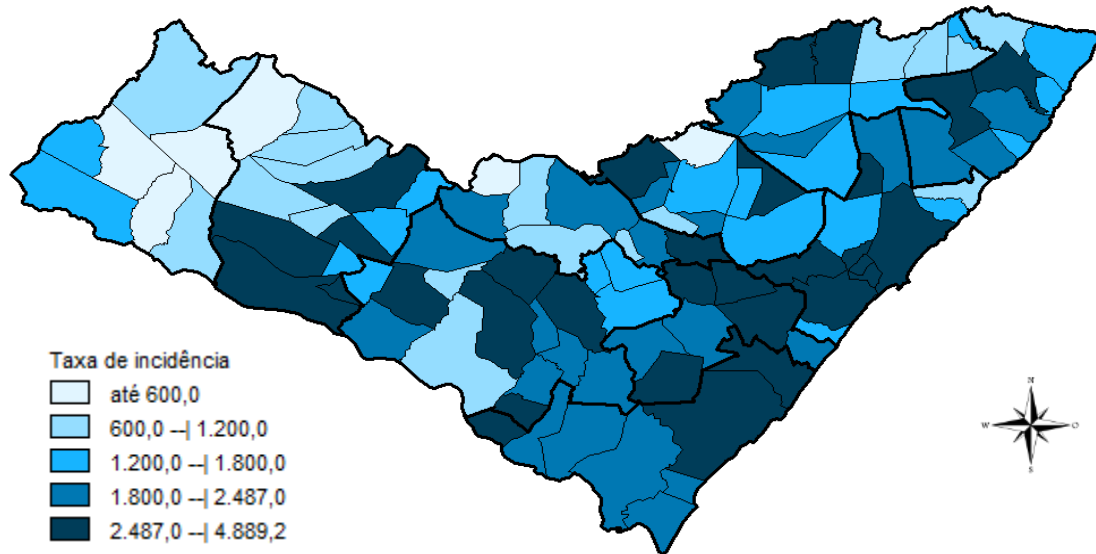 Taxa de incidência
até 600,0
600,0 --| 1.200,0
1.200,0 --| 1.800,0
1.800,0 --| 2.487,0
2.487,0 --| 4.889,2
N
W O
S